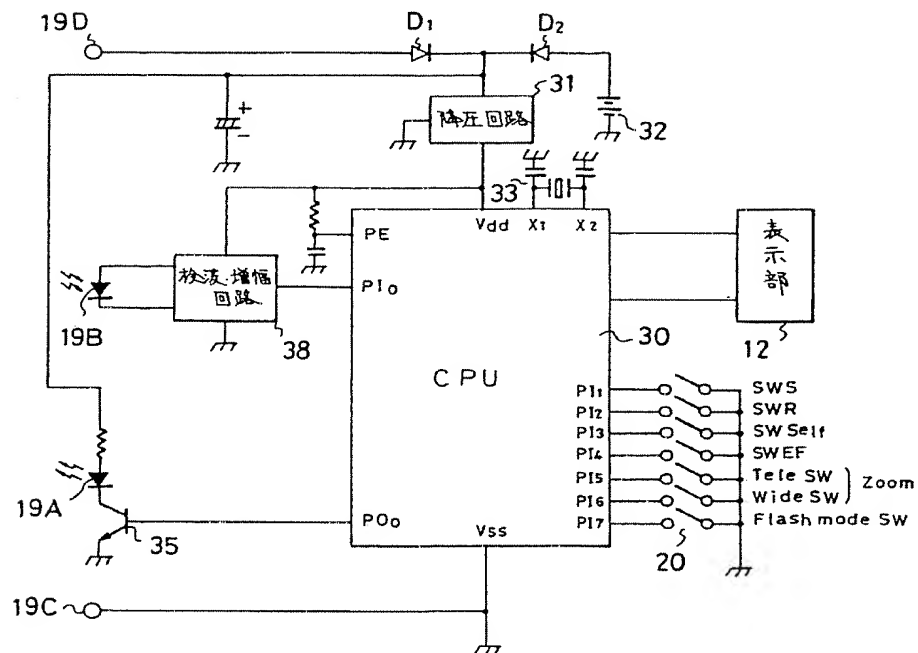 19D
D1
D2
31
降圧回路
32
33
+
-
PE
Vdd
X1
X2
表示部
12
検波・増幅
回路
PI0
19B
38
30
CPU
PI1
SWS
PI2
SWR
PI3
SWSelf
PI4
SWEF
PI5
Tele SW
PI6
Wide SW
Zoom
PI7
Flash mode SW
20
19A
35
PO0
Vss
19C